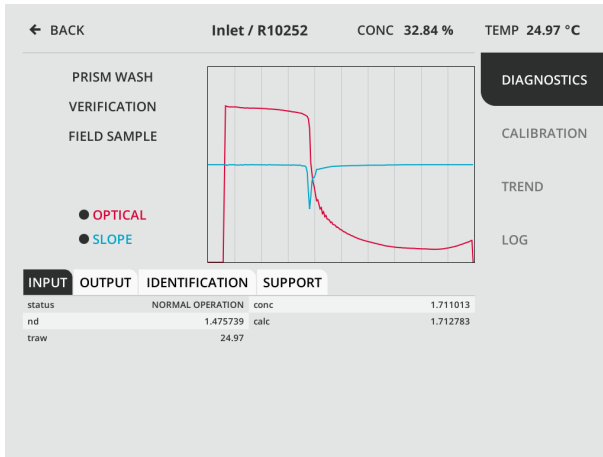 ← BACK Inlet / R10252 CONC 32.84 % TEMP 24.97 °C
PRISM WASH
VERIFICATION
FIELD SAMPLE
OPTICAL
SLOPE
DIAGNOSTICS
CALIBRATION
TREND
LOG
INPUT OUTPUT IDENTIFICATION SUPPORT
status NORMAL OPERATION conc 1.711013
nd 1.475739 calc 1.712783
traw 24.97